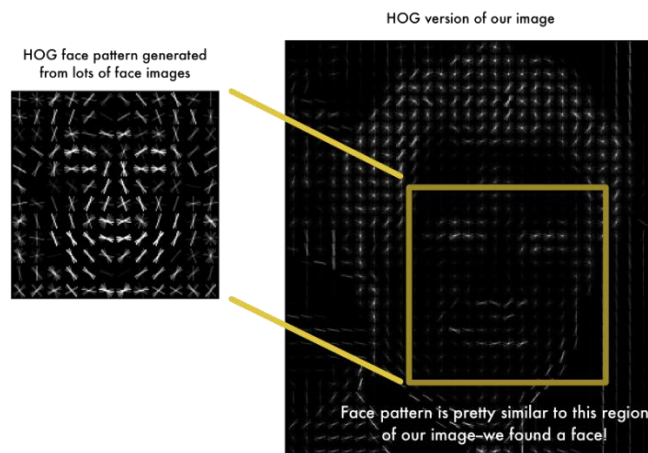 HOG version of our image
HOG face pattern generated
from lots of face images
Face pattern is pretty similar to this region
of our image–we found a face!